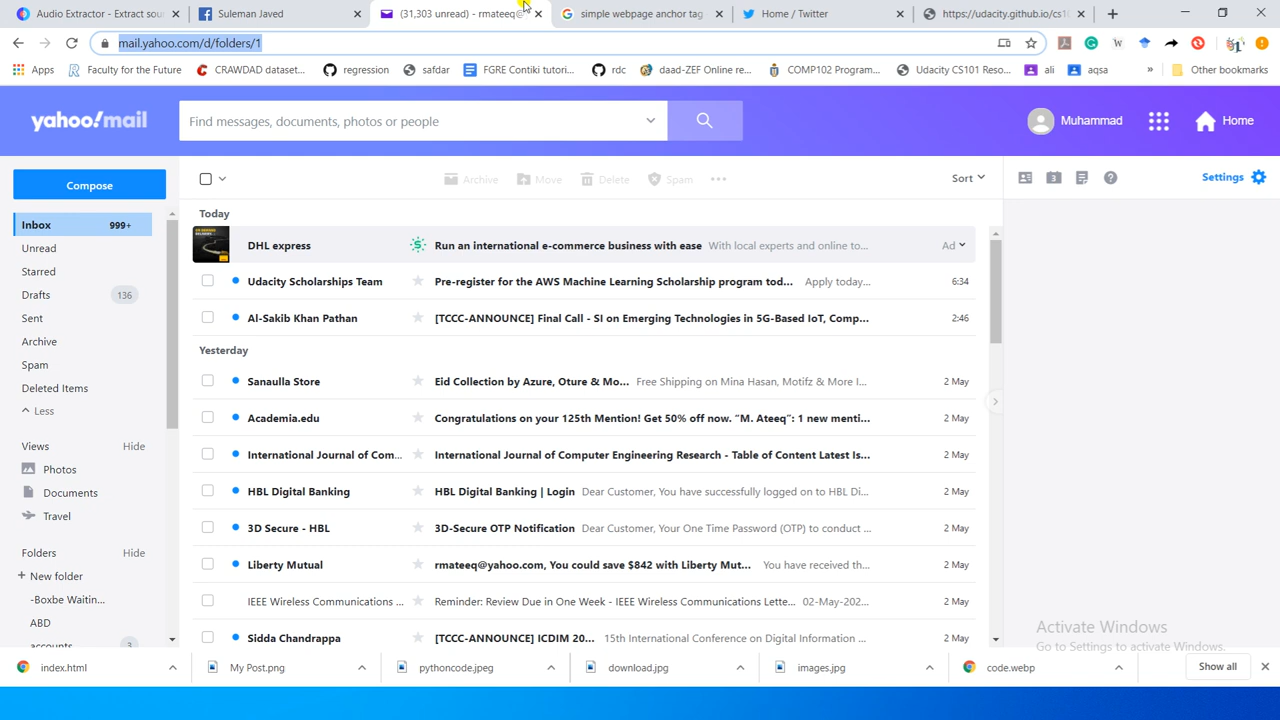 Audio Extractor - Extract sour
Suleman Javed
(31,303 unread) - rmateeq@
simple webpage anchor tag
Home / Twitter
https://udacity.github.io/cs10
mail.yahoo.com/d/folders/1
Apps
Faculty for the Future
CRAWDAD dataset...
regression
safdar
FGRE Contiki tutori...
rdc
daad-ZEF Online re...
COMP102 Program...
Udacity CS101 Reso...
ali
aqsa
»
Other bookmarks
yahoo!mail
Find messages, documents, photos or people
Muhammad
Home
Compose
Archive
Move
Delete
Spam
Sort
3
Settings
Inbox 999+
Unread
Starred
Drafts 136
Sent
Archive
Spam
Deleted Items
Less
Views Hide
Photos
Documents
Travel
Folders Hide
+ New folder
-Boxbe Waitin...
ABD
accounts 3
Today
DHL express Run an international e-commerce business with ease With local experts and online to... Ad
Udacity Scholarships Team Pre-register for the AWS Machine Learning Scholarship program tod... Apply today... 6:34
Al-Sakib Khan Pathan [TCCC-ANNOUNCE] Final Call - SI on Emerging Technologies in 5G-Based IoT, Comp... 2:46
Yesterday
Sanaulla Store Eid Collection by Azure, Oture & Mo... Free Shipping on Mina Hasan, Motifz & More I... 2 May
Academia.edu Congratulations on your 125th Mention! Get 50% off now. “M. Ateeq”: 1 new menti... 2 May
International Journal of Com... International Journal of Computer Engineering Research - Table of Content Latest Is... 2 May
HBL Digital Banking HBL Digital Banking | Login Dear Customer, You have successfully logged on to HBL Di... 2 May
3D Secure - HBL 3D-Secure OTP Notification Dear Customer, Your One Time Password (OTP) to conduct ... 2 May
Liberty Mutual rmateeq@yahoo.com, You could save $842 with Liberty Mut... You have received th... 2 May
IEEE Wireless Communications ... Reminder: Review Due in One Week - IEEE Wireless Communications Lette... 02-May-202... 2 May
Sidda Chandrappa [TCCC-ANNOUNCE] ICDIM 20... 15th International Conference on Digital Information ... 2 May
Activate Windows
Go to Settings to activate Windows.
index.html
My Post.png
pythoncode.jpeg
download.jpg
images.jpg
code.webp
Show all